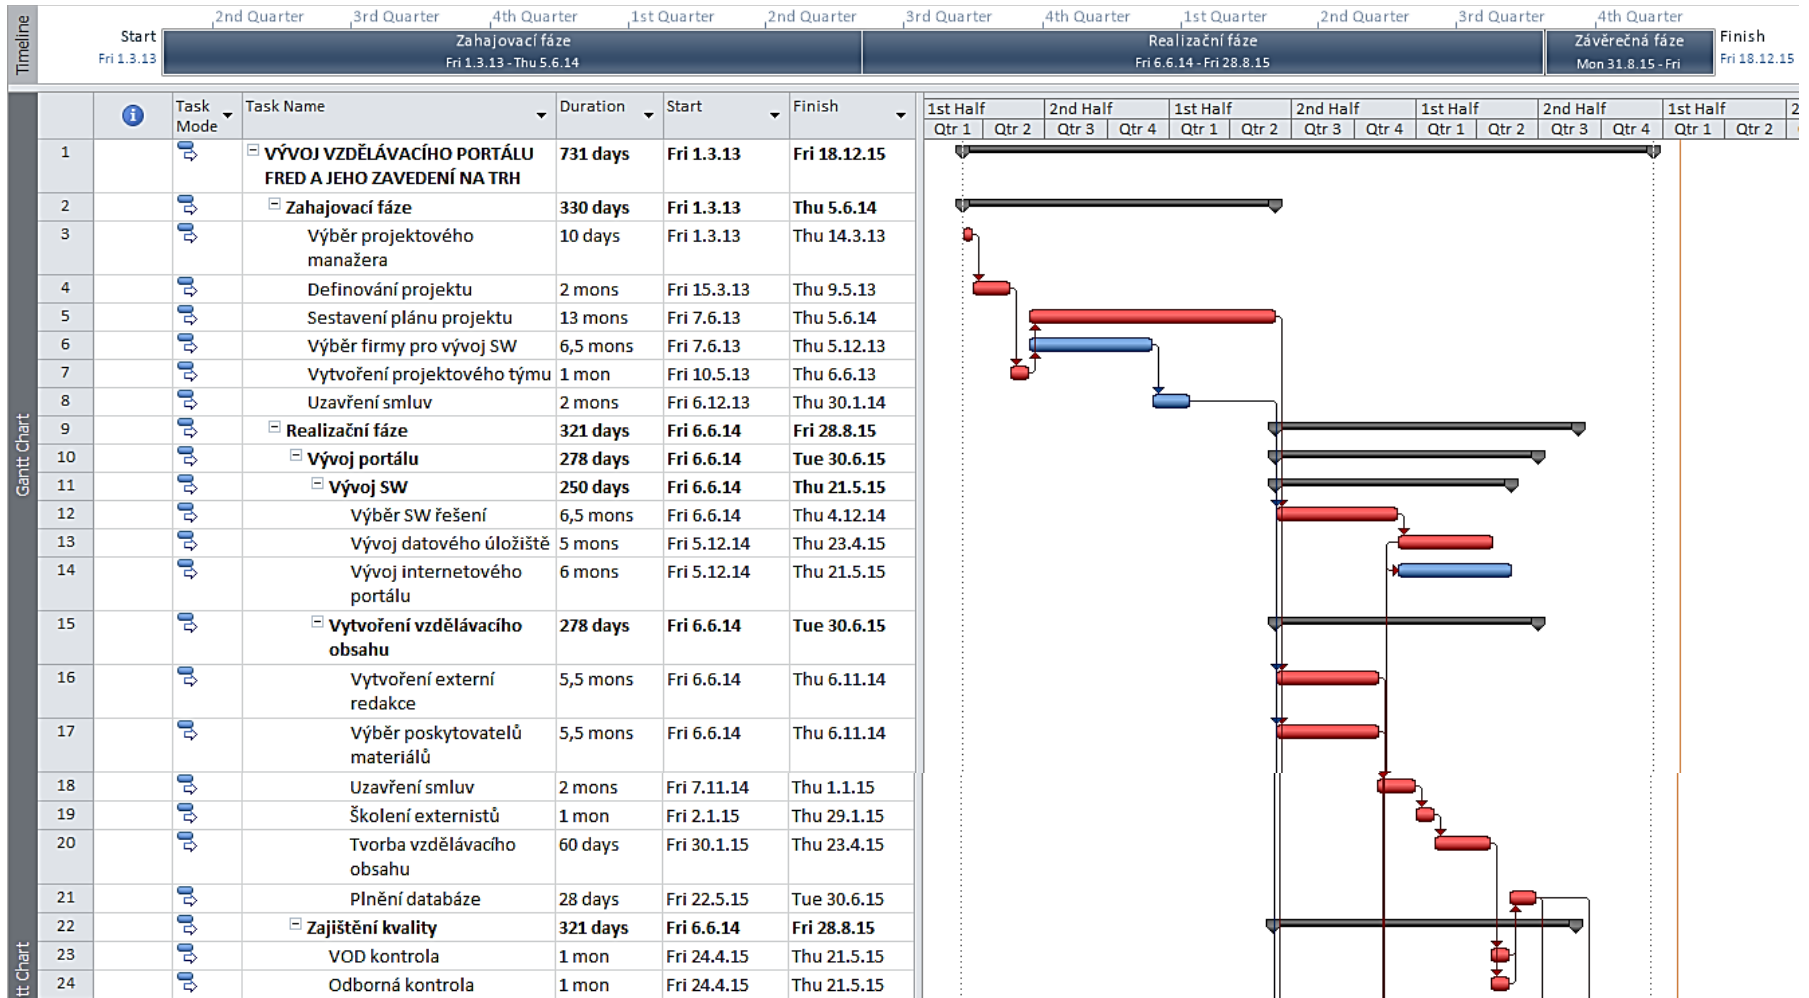 2nd Quarter 3rd Quarter 4th Quarter 1st Quarter 2nd Quarter 3rd Quarter 4th Quarter 1st Quarter 2nd Quarter 3rd Quarter 4th Quarter
Timeline
Start
Fri 1.3.13
Zahajovací fáze
Fri 1.3.13 - Thu 5.6.14
Realizační fáze
Fri 6.6.14 - Fri 28.8.15
Závěrečná fáze
Mon 31.8.15 - Fri
Finish
Fri 18.12.15
Task Mode Task Name Duration Start Finish
1st Half 2nd Half 1st Half 2nd Half 1st Half 2nd Half 1st Half 2
Qtr 1 Qtr 2 Qtr 3 Qtr 4 Qtr 1 Qtr 2 Qtr 3 Qtr 4 Qtr 1 Qtr 2 Qtr 3 Qtr 4 Qtr 1 Qtr 2
1 VÝVOJ VZDĚLÁVACÍHO PORTÁLU 731 days Fri 1.3.13 Fri 18.12.15
FRED A JEHO ZAVEDENÍ NA TRH
2 Zahajovací fáze 330 days Fri 1.3.13 Thu 5.6.14
3 Výběr projektového 10 days Fri 1.3.13 Thu 14.3.13
manažera
4 Definování projektu 2 mons Fri 15.3.13 Thu 9.5.13
5 Sestavení plánu projektu 13 mons Fri 7.6.13 Thu 5.6.14
6 Výběr firmy pro vývoj SW 6,5 mons Fri 7.6.13 Thu 5.12.13
7 Vytvoření projektového týmu 1 mon Fri 10.5.13 Thu 6.6.13
8 Uzavření smluv 2 mons Fri 6.12.13 Thu 30.1.14
9 Realizační fáze 321 days Fri 6.6.14 Fri 28.8.15
10 Vývoj portálu 278 days Fri 6.6.14 Tue 30.6.15
11 Vývoj SW 250 days Fri 6.6.14 Thu 21.5.15
12 Výběr SW řešení 6,5 mons Fri 6.6.14 Thu 4.12.14
13 Vývoj datového úložiště 5 mons Fri 5.12.14 Thu 23.4.15
14 Vývoj internetového 6 mons Fri 5.12.14 Thu 21.5.15
portálu
15 Vytvoření vzdělávacího 278 days Fri 6.6.14 Tue 30.6.15
obsahu
16 Vytvoření externí 5,5 mons Fri 6.6.14 Thu 6.11.14
redakce
17 Výběr poskytovatelů 5,5 mons Fri 6.6.14 Thu 6.11.14
materiálů
18 Uzavření smluv 2 mons Fri 7.11.14 Thu 1.1.15
19 Školení externistů 1 mon Fri 2.1.15 Thu 29.1.15
20 Tvorba vzdělávacího 60 days Fri 30.1.15 Thu 23.4.15
obsahu
21 Plnění databáze 28 days Fri 22.5.15 Tue 30.6.15
22 Zajištění kvality 321 days Fri 6.6.14 Fri 28.8.15
23 VOD kontrola 1 mon Fri 24.4.15 Thu 21.5.15
24 Odborná kontrola 1 mon Fri 24.4.15 Thu 21.5.15
Gantt Chart
tt Chart